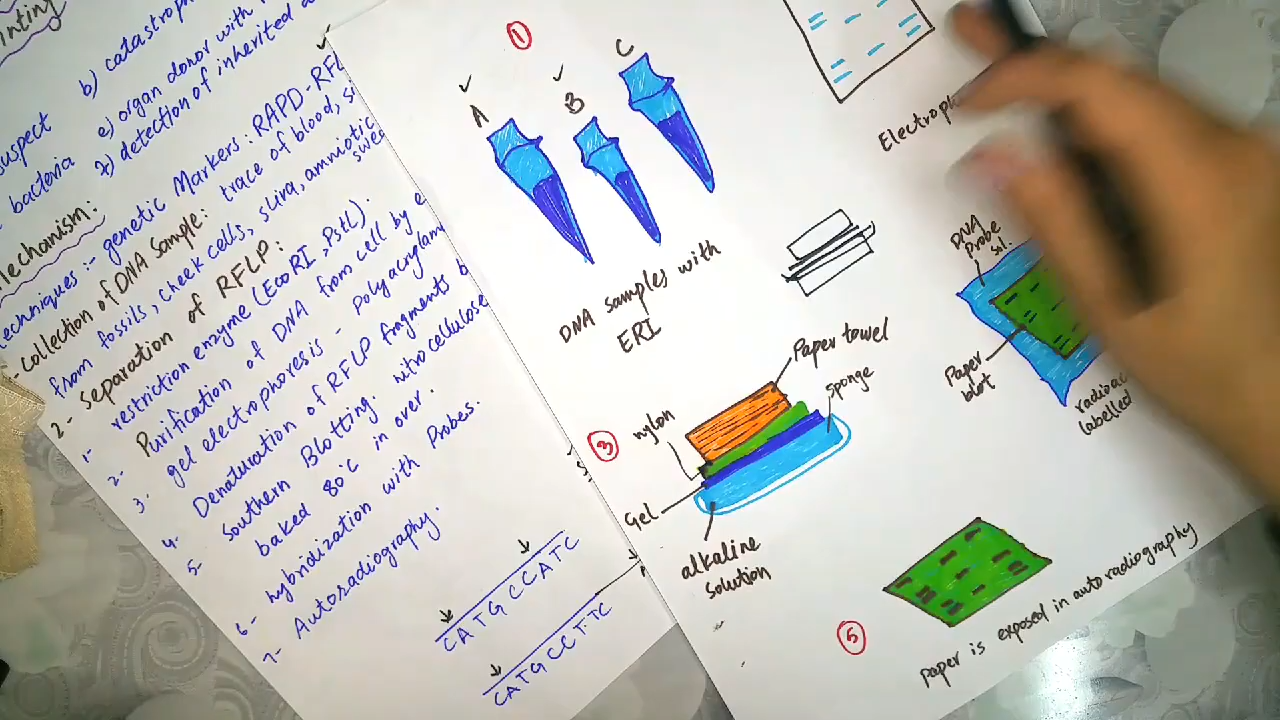 inting
suspect
b) catastroph
bacteria
e) organ donor with
7) detection of inherited
Mechanism:
Techniques :- genetic Markers : RAPD-RFL
- Collection of DNA Sample: trace of blood, s
from fossils, cheek cells, slira, amniotic
swea
2- Separation of RFLP:
1- restriction enzyme (EcoRI, PstI).
2- Purification of DNA from cell by e
3. gel electrophoresis - polyacrylam
4- Denaturation of RFLP fragments b
5. Southern Blotting. nitrocellulose
baked 80°c in over.
6- hybridization with Probes.
7- Autoradiography.
CATGCCATC
CATGCCTTC
1
A
B
C
DNA samples with
ERI
Electroph
3
nylon
Paper towel
Sponge
Gel
alkaline
solution
DNA
Probe
sol.
Paper
blot
radioac
labelled
5
paper is exposed in autoradiography